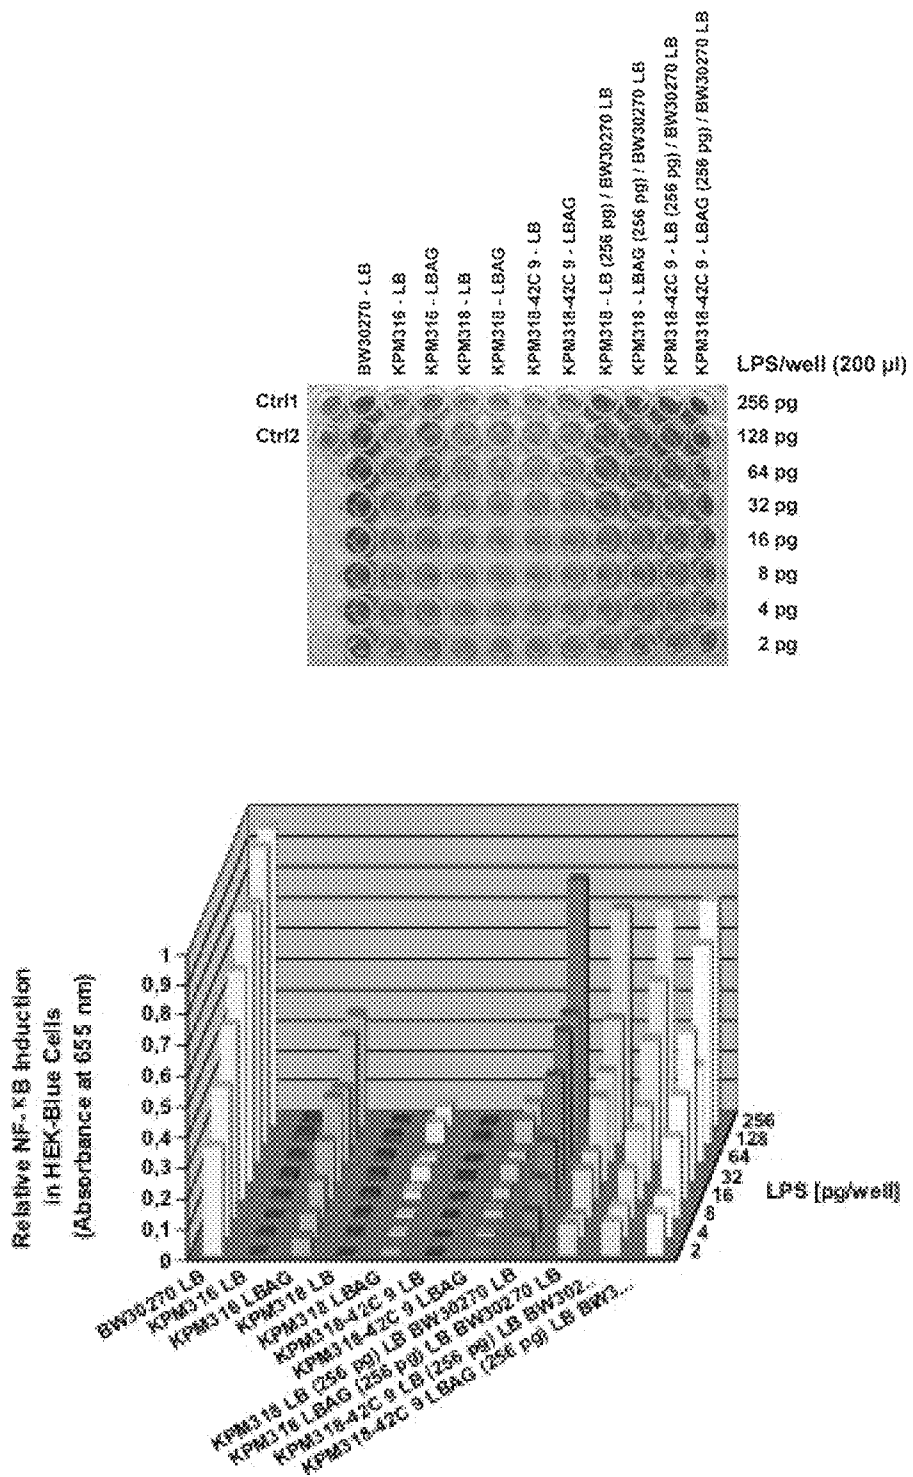 BW30270 - LB
KPM316 - LB
KPM316 - LBAG
KPM318 - LB
KPM318 - LBAG
KPM318-42C 9 - LB
KPM318-42C 9 - LBAG
KPM318 - LB (256 pg) / BW30270 LB
KPM318 - LBAG (256 pg) / BW30270 LB
KPM318-42C 9 - LB (256 pg) / BW30270 LB
KPM318-42C 9 - LBAG (256 pg) / BW30270 LB
LPS/well (200 µl)
Ctrl1
256 pg
Ctrl2
128 pg
64 pg
32 pg
16 pg
8 pg
4 pg
2 pg
Relative NF-κB Induction
in HEK-Blue Cells
(Absorbance at 655 nm)
1
0,9
0,8
0,7
0,6
0,5
0,4
0,3
0,2
0,1
0
256
128
64
32
16
8
4
2
LPS [pg/well]
BW30270 LB
KPM316 LB
KPM316 LBAG
KPM318 LB
KPM318 LBAG
KPM318-42C 9 LB
KPM318-42C 9 LBAG
KPM318 LB (256 pg) LB BW30270 LB
KPM318 LBAG (256 pg) LB BW30270 LB
KPM318-42C 9 LB (256 pg) LB BW302...
KPM318-42C 9 LBAG (256 pg) LB BW3...